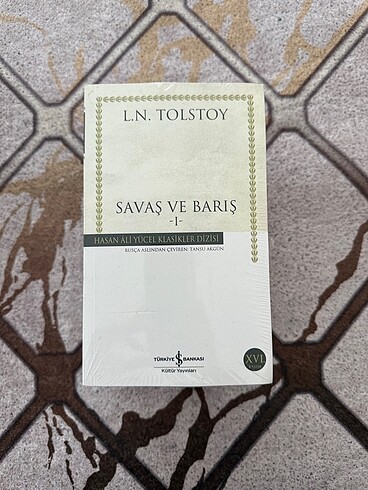 L.N. TOLSTOY
SAVAŞ VE BARIŞ
-1-
HASAN ÂLİ YÜCEL KLASİKLER DİZİSİ
RUSÇA ASLINDAN ÇEVİREN: TANSU AKGÜN
TÜRKİYE İŞ BANKASI
Kültür Yayınları
XVI.